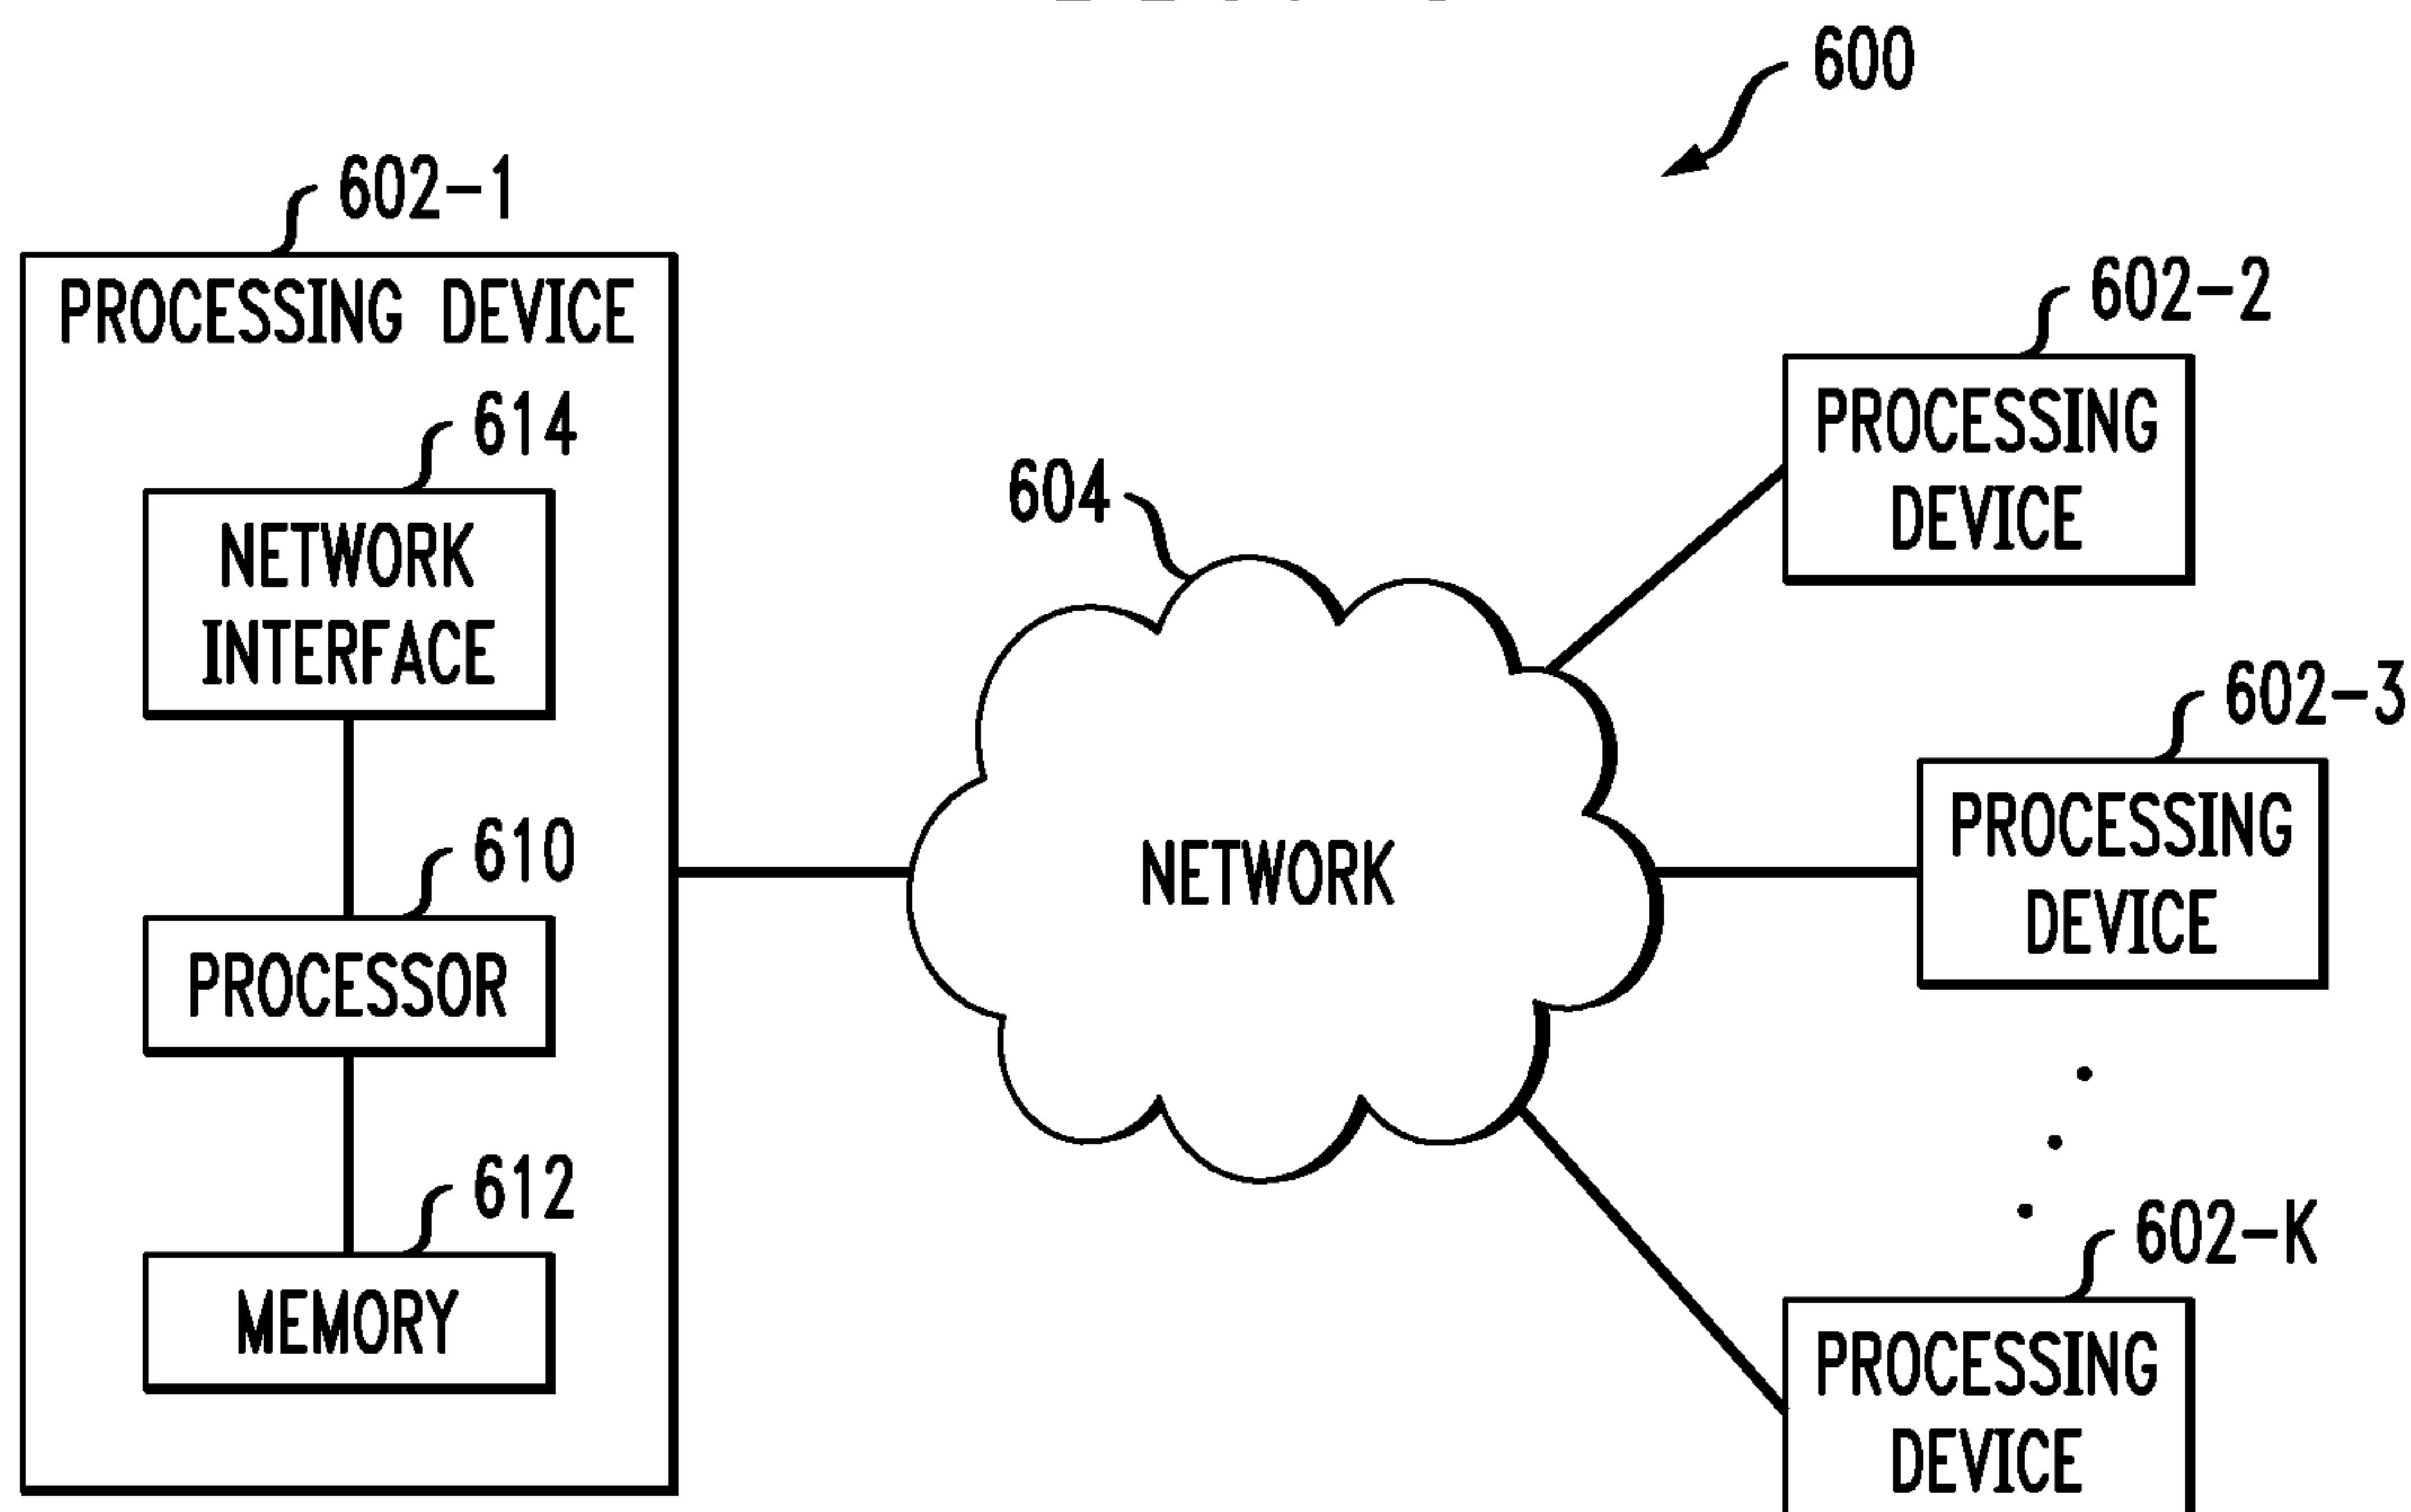 600
602-1
PROCESSING DEVICE
614
NETWORK
INTERFACE
610
PROCESSOR
612
MEMORY
604
NETWORK
602-2
PROCESSING
DEVICE
602-3
PROCESSING
DEVICE
602-K
PROCESSING
DEVICE